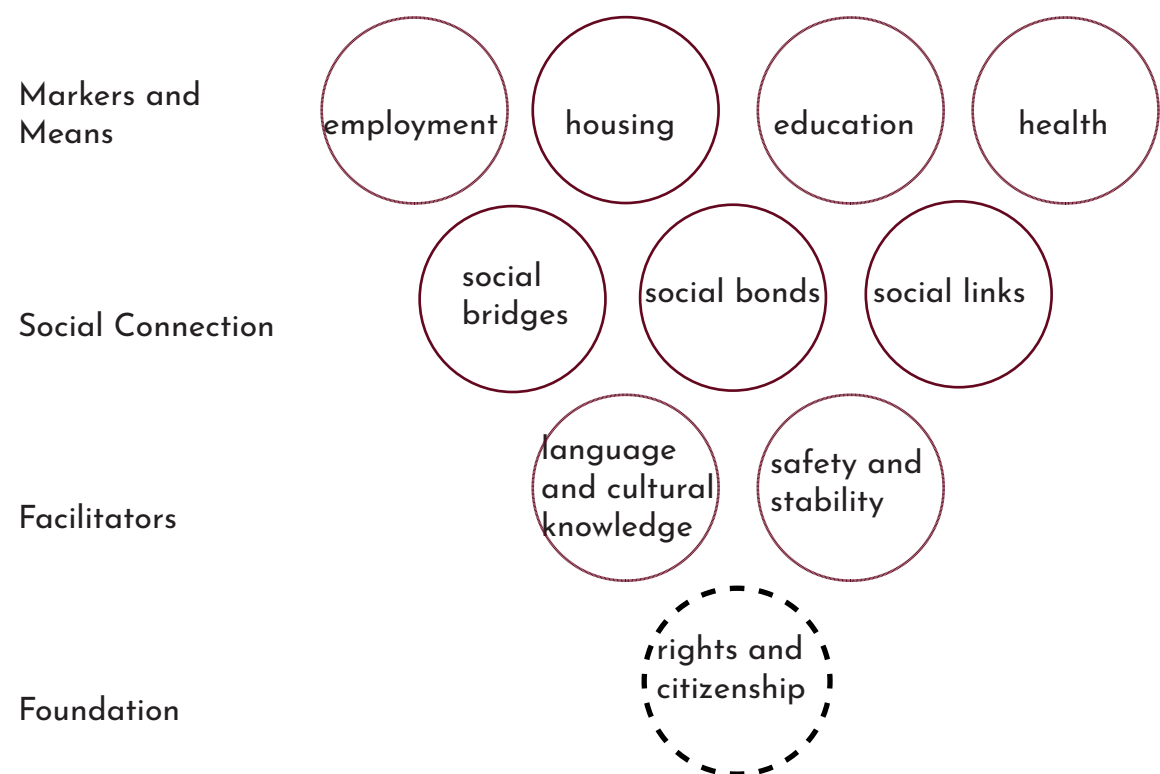 Markers and
Means
employment
housing
education
health
Social Connection
social
bridges
social bonds
social links
Facilitators
language
and cultural
knowledge
safety and
stability
Foundation
rights and
citizenship